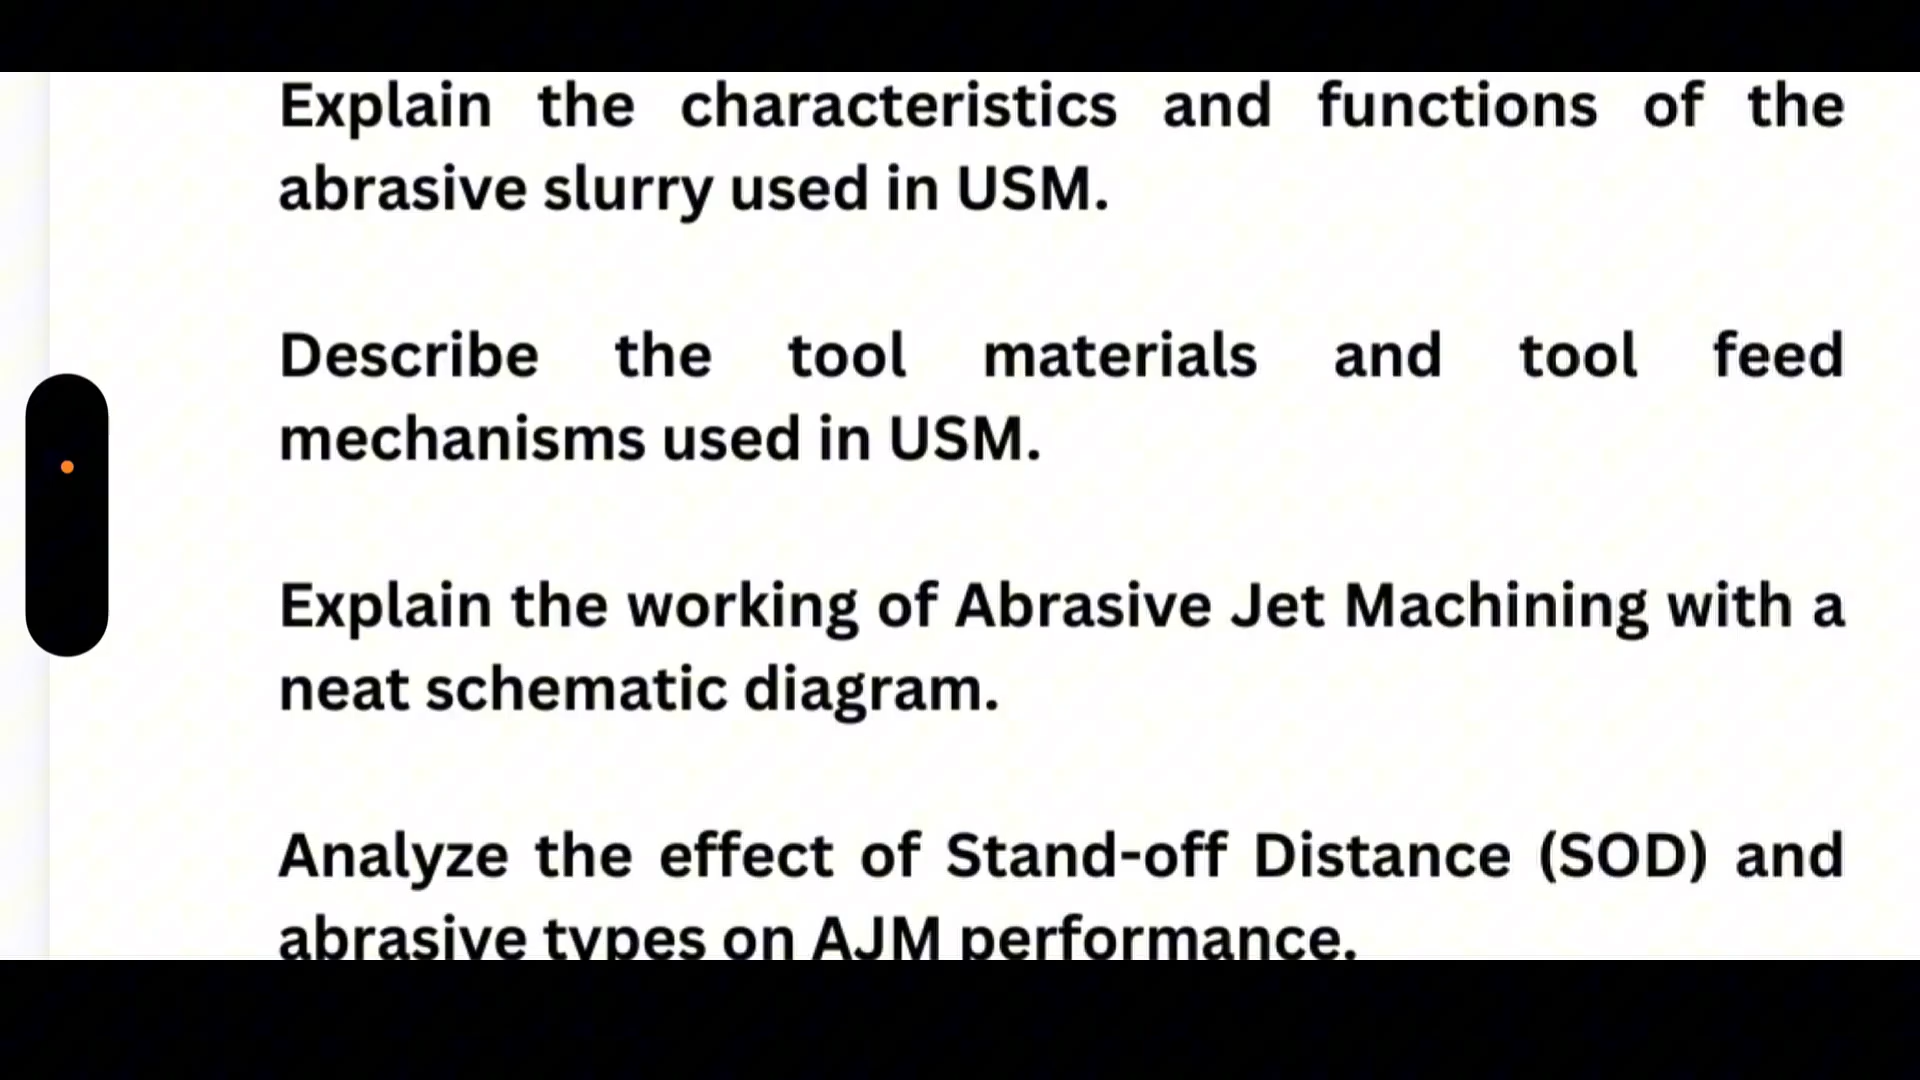 Explain the characteristics and functions of the
abrasive slurry used in USM.
Describe the tool materials and tool feed
mechanisms used in USM.
Explain the working of Abrasive Jet Machining with a
neat schematic diagram.
Analyze the effect of Stand-off Distance (SOD) and
abrasive types on AJM performance.